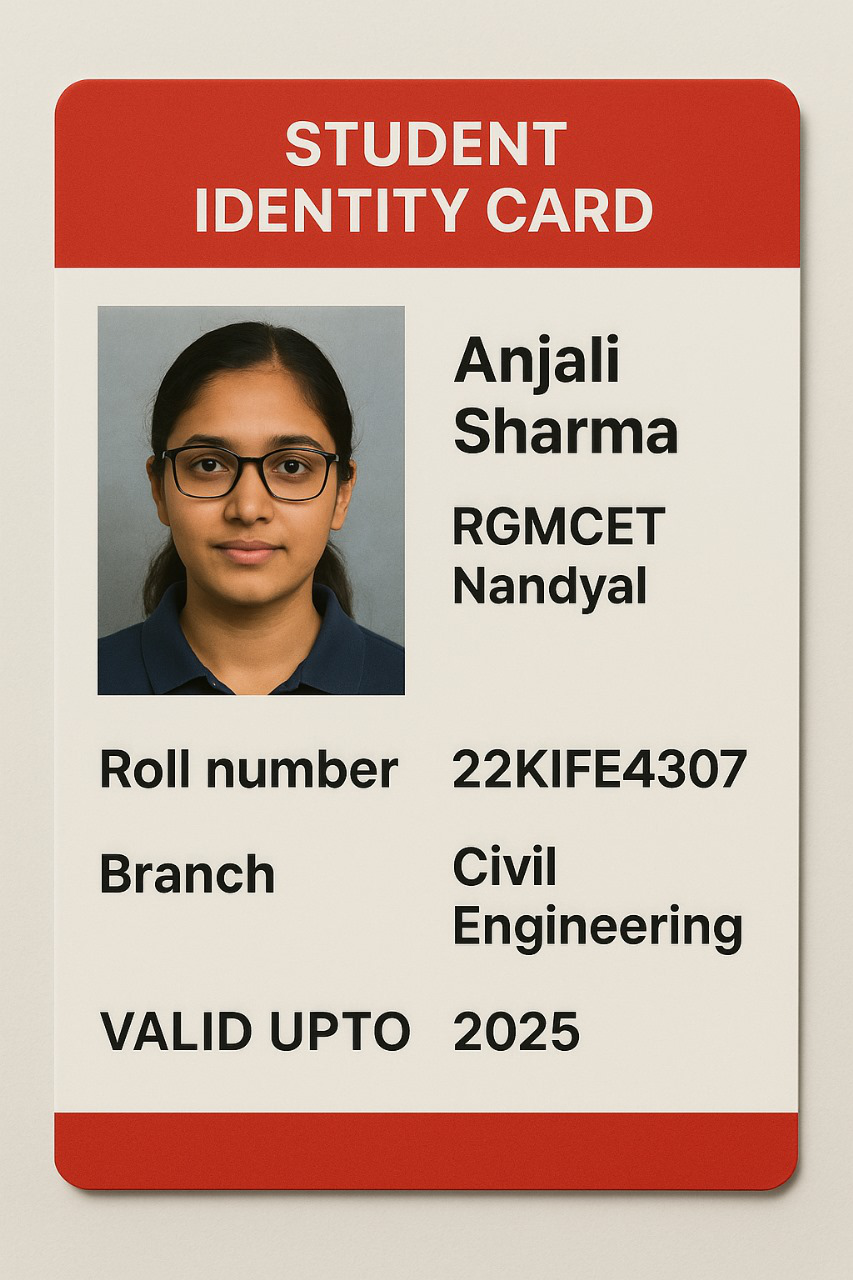 STUDENT
IDENTITY CARD
Anjali
Sharma
RGMCET
Nandyal
Roll number 22KIFE4307
Branch Civil
Engineering
VALID UPTO 2025